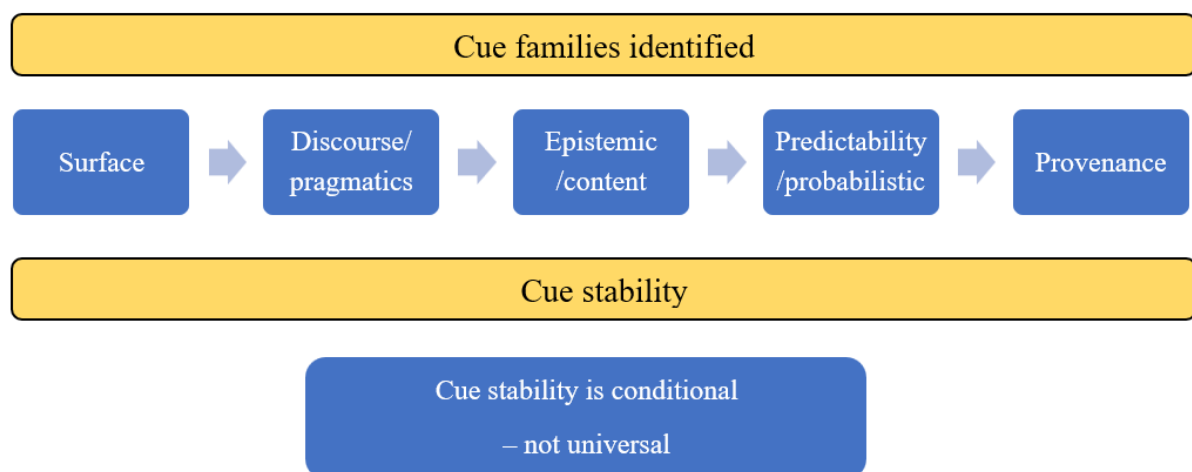 Cue families identified
Surface
Discourse/
pragmatics
Epistemic
/content
Predictability
/probabilistic
Provenance
Cue stability
Cue stability is conditional
– not universal